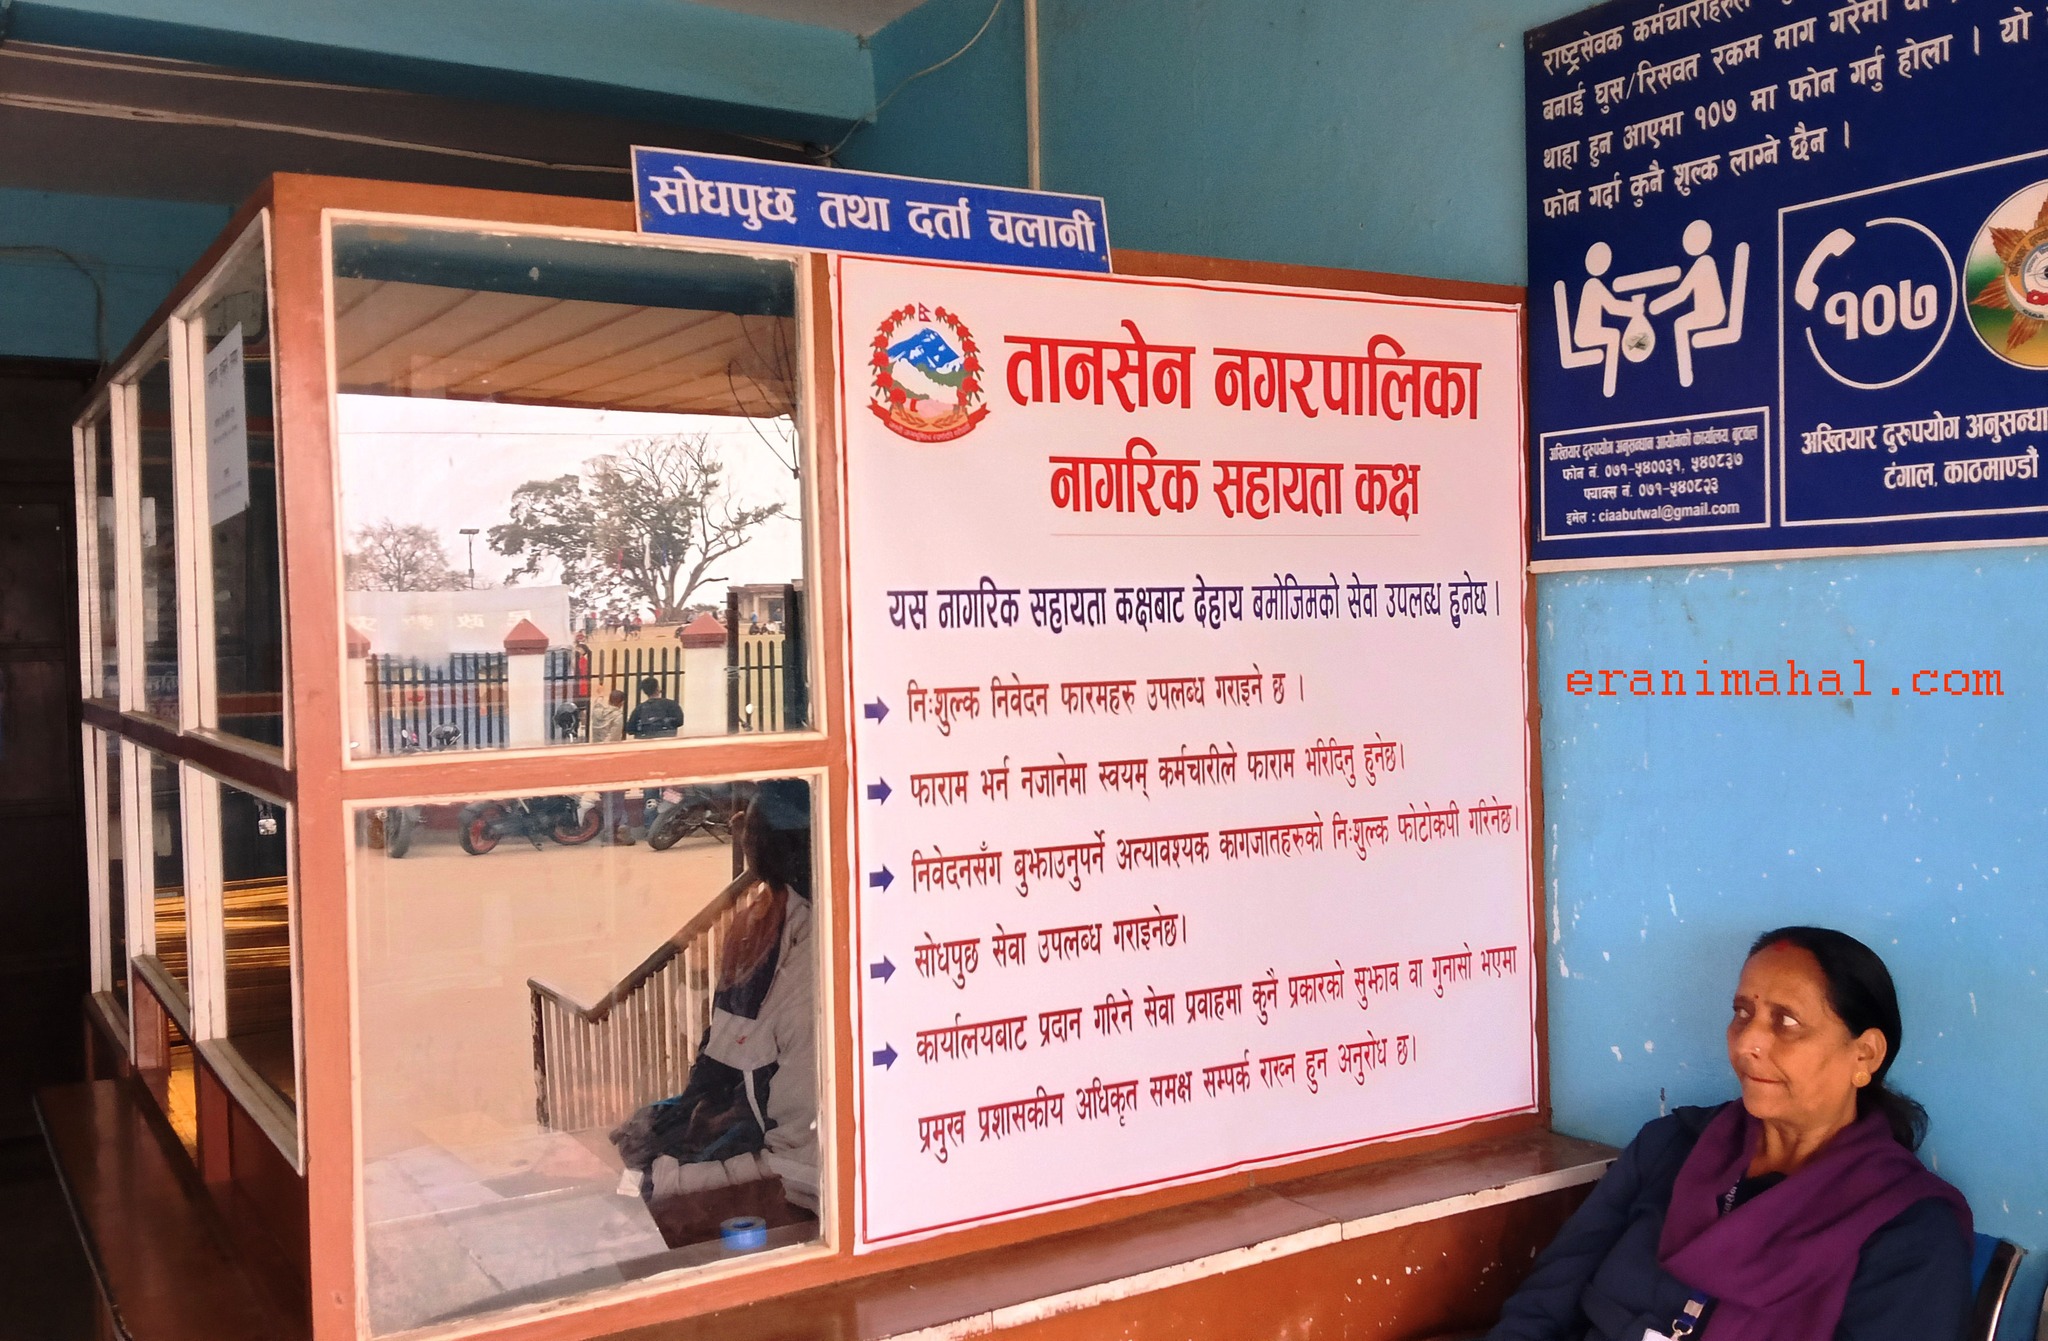 सोधपुछ तथा दर्ता चलानी
तानसेन नगरपालिका
नागरिक सहायता कक्ष
यस नागरिक सहायता कक्षबाट देहाय बमोजिमको सेवा उपलब्ध हुनेछ ।
निःशुल्क निवेदन फारमहरु उपलब्ध गराइने छ ।
फाराम भर्न नजानेमा स्वयम् कर्मचारीले फाराम भरिदिनु हुनेछ।
निवेदनसँग बुझाउनुपर्ने अत्यावश्यक कागजातहरुको निःशुल्क फोटोकपी गरिनेछ।
सोधपुछ सेवा उपलब्ध गराइनेछ।
कार्यालयबाट प्रदान गरिने सेवा प्रवाहमा कुनै प्रकारको सुझाव वा गुनासो भएमा
प्रमुख प्रशासकीय अधिकृत समक्ष सम्पर्क राख्न हुन अनुरोध छ।
राष्ट्रसेवक कर्मचारीहरुले
बनाई घुस/रिसवत रकम माग गरेमा वा
थाहा हुन आएमा १०७ मा फोन गर्नु होला । यो
फोन गर्दा कुनै शुल्क लाग्ने छैन ।
१०७
अख्तियार दुरुपयोग अनुसन्धान आयोगको कार्यालय, बुटवल
फोन नं. ०७१-५४००३१, ५४०८३७
फ्याक्स नं. ०७१-५४०८२३
इमेल : ciaabutwal@gmail.com
अख्तियार दुरुपयोग अनुसन्धा
टंगाल, काठमाण्डौं
eranimahal.com